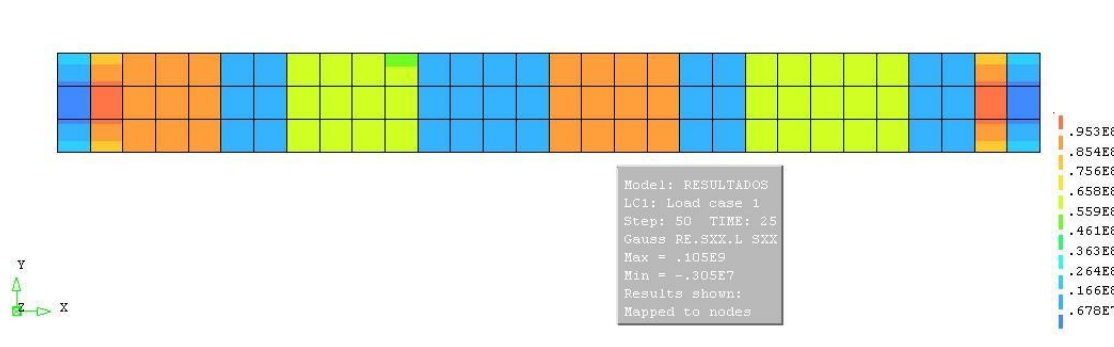 .953E8
.854E8
.756E8
.658E8
.559E8
.461E8
.363E8
.264E8
.166E8
.678E7
Model: RESULTADOS
LC1: Load case 1
Step: 50 TIME: 25
Gauss RE.SXX.L SXX
Max = .105E9
Min = -.305E7
Results shown:
Mapped to nodes
Y
Z X